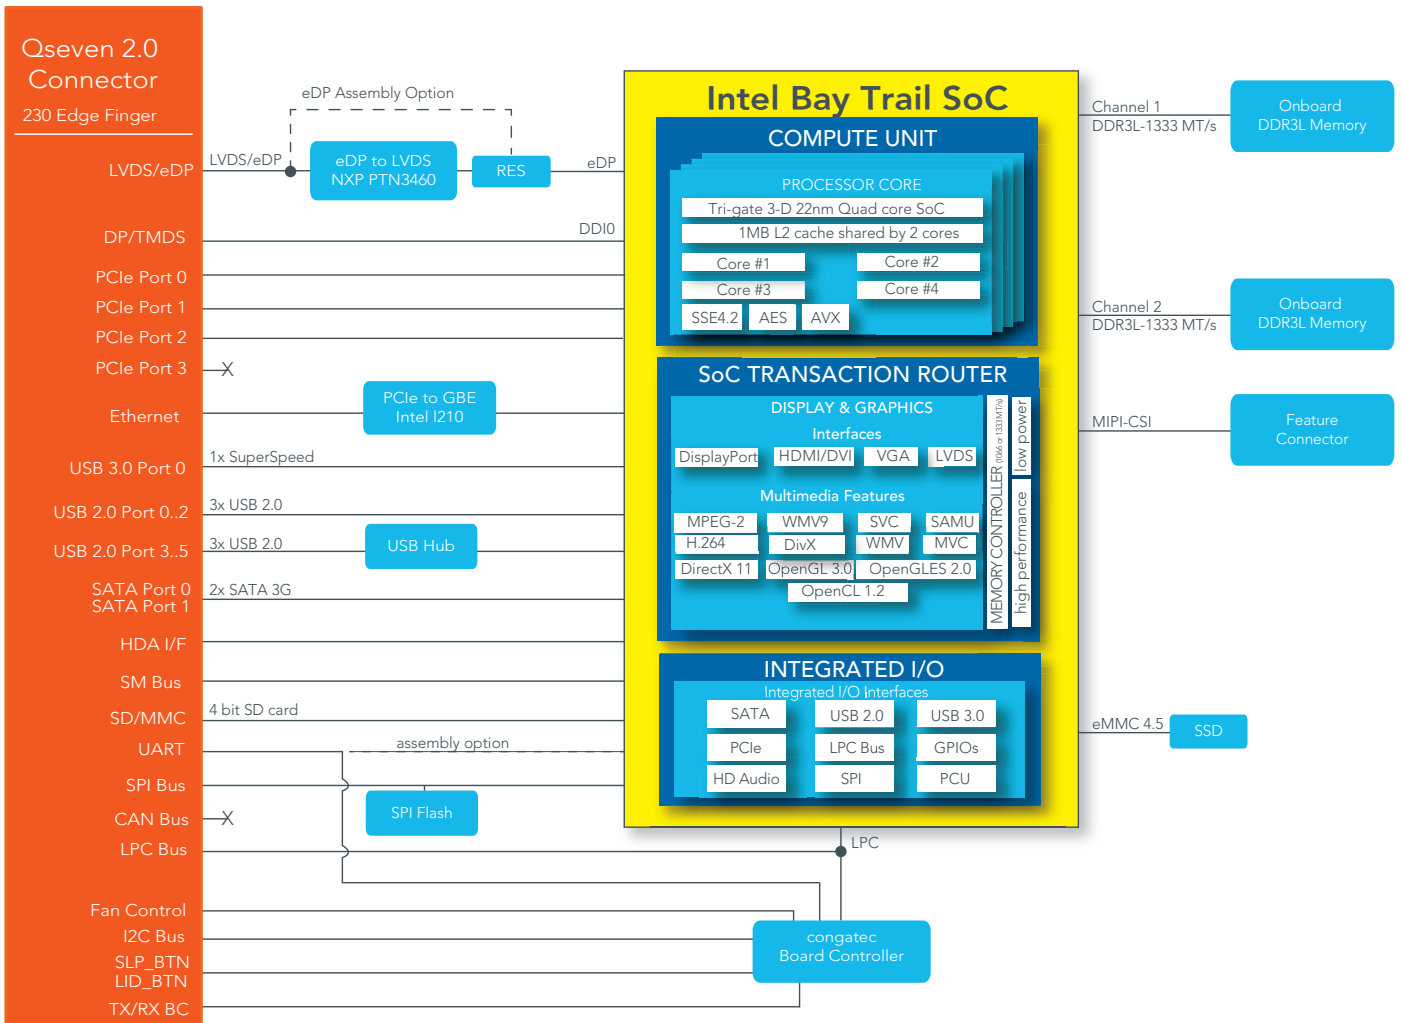 Qseven 2.0
Connector
230 Edge Finger
LVDS/eDP
DP/TMDS
PCIe Port 0
PCIe Port 1
PCIe Port 2
PCIe Port 3
Ethernet
USB 3.0 Port 0
USB 2.0 Port 0..2
USB 2.0 Port 3..5
SATA Port 0
SATA Port 1
HDA I/F
SM Bus
SD/MMC
UART
SPI Bus
CAN Bus
LPC Bus
Fan Control
I2C Bus
SLP_BTN
LID_BTN
TX/RX BC
eDP Assembly Option
LVDS/eDP
eDP to LVDS
NXP PTN3460
RES
eDP
DDI0
X
PCIe to GBE
Intel I210
1x SuperSpeed
3x USB 2.0
3x USB 2.0
USB Hub
2x SATA 3G
4 bit SD card
assembly option
SPI Flash
X
LPC
congatec
Board Controller
Intel Bay Trail SoC
COMPUTE UNIT
PROCESSOR CORE
Tri-gate 3-D 22nm Quad core SoC
1MB L2 cache shared by 2 cores
Core #1
Core #2
Core #3
Core #4
SSE4.2
AES
AVX
SoC TRANSACTION ROUTER
DISPLAY & GRAPHICS
Interfaces
DisplayPort
HDMI/DVI
VGA
LVDS
Multimedia Features
MPEG-2
WMV9
SVC
SAMU
H.264
DivX
WMV
MVC
DirectX 11
OpenGL 3.0
OpenGLES 2.0
OpenCL 1.2
MEMORY CONTROLLER (1066 or 1333MT/s)
low power
high performance
INTEGRATED I/O
Integrated I/O Interfaces
SATA
USB 2.0
USB 3.0
PCIe
LPC Bus
GPIOs
HD Audio
SPI
PCU
Channel 1
DDR3L-1333 MT/s
Onboard
DDR3L Memory
Channel 2
DDR3L-1333 MT/s
Onboard
DDR3L Memory
MIPI-CSI
Feature
Connector
eMMC 4.5
SSD